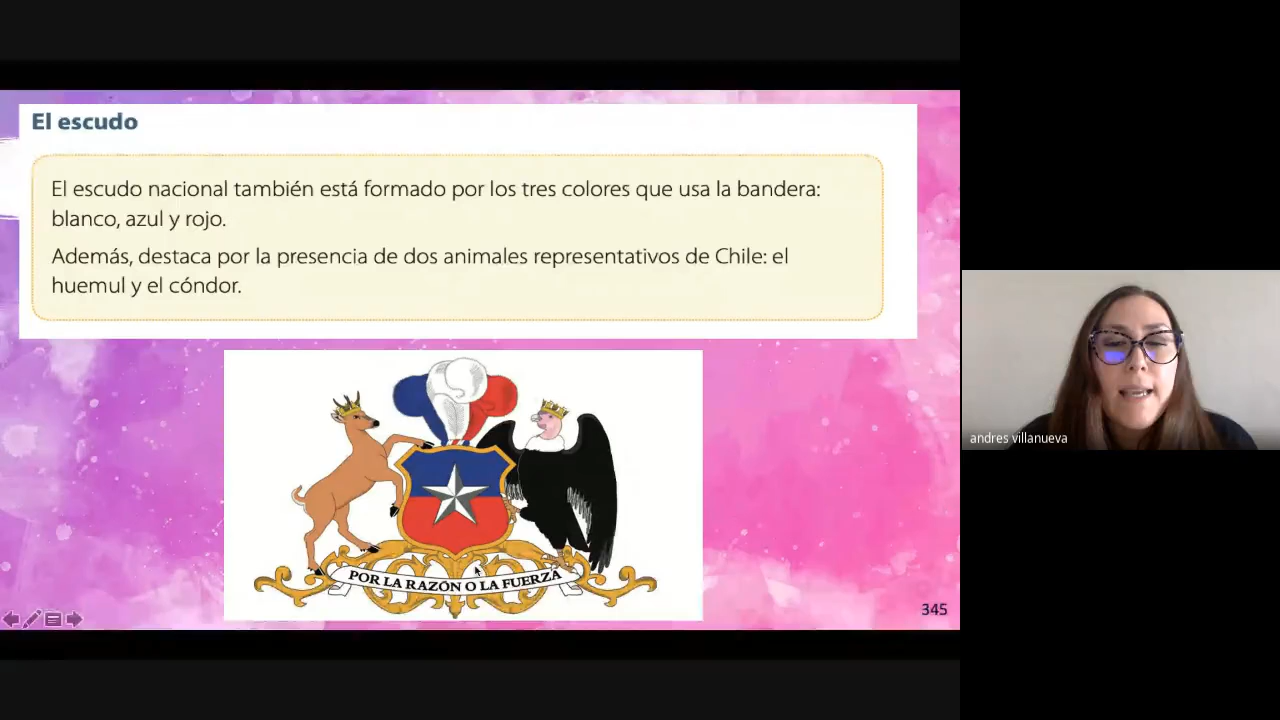 El escudo
El escudo nacional también está formado por los tres colores que usa la bandera:
blanco, azul y rojo.
Además, destaca por la presencia de dos animales representativos de Chile: el
huemul y el cóndor.
POR LA RAZÓN O LA FUERZA
345
andres villanueva